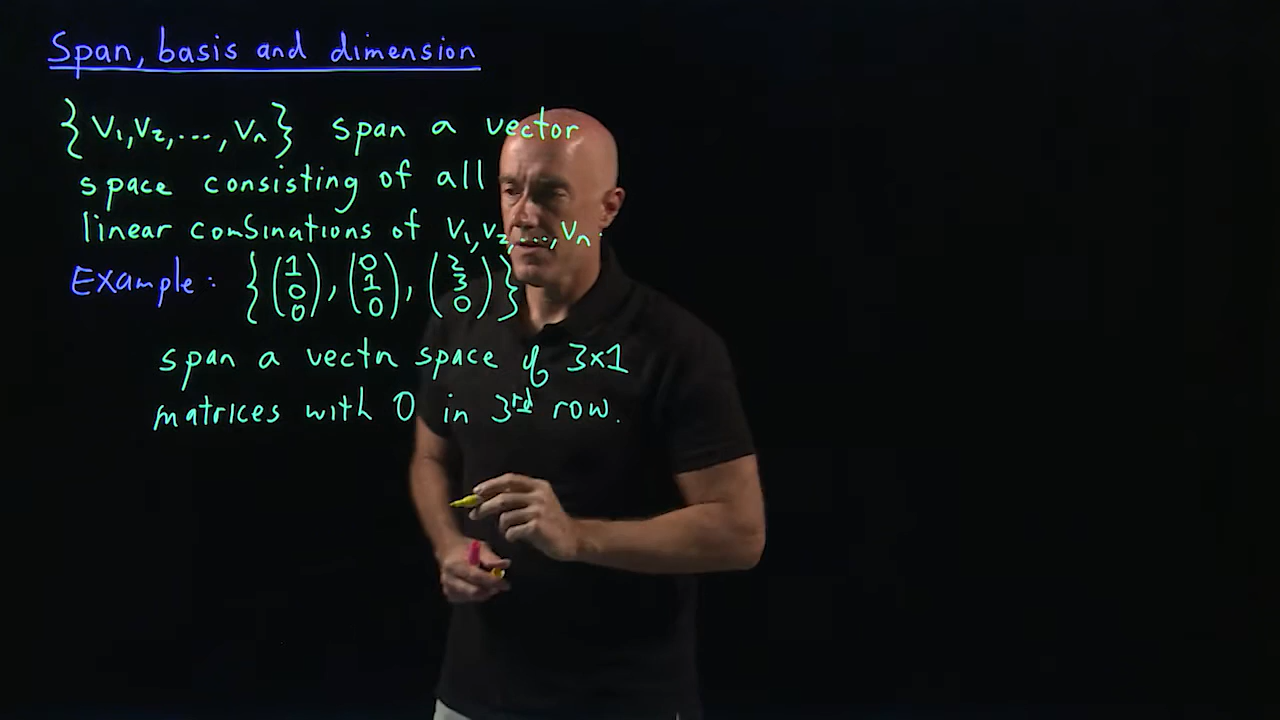 Span, basis and dimension
{v₁, v₂, ..., vₙ} span a vector
space consisting of all
linear combinations of v₁, v₂, ..., vₙ.
Example: {(1 0 0), (0 1 0), (2 3 0)}
span a vector space of 3x1
matrices with 0 in 3rd row.